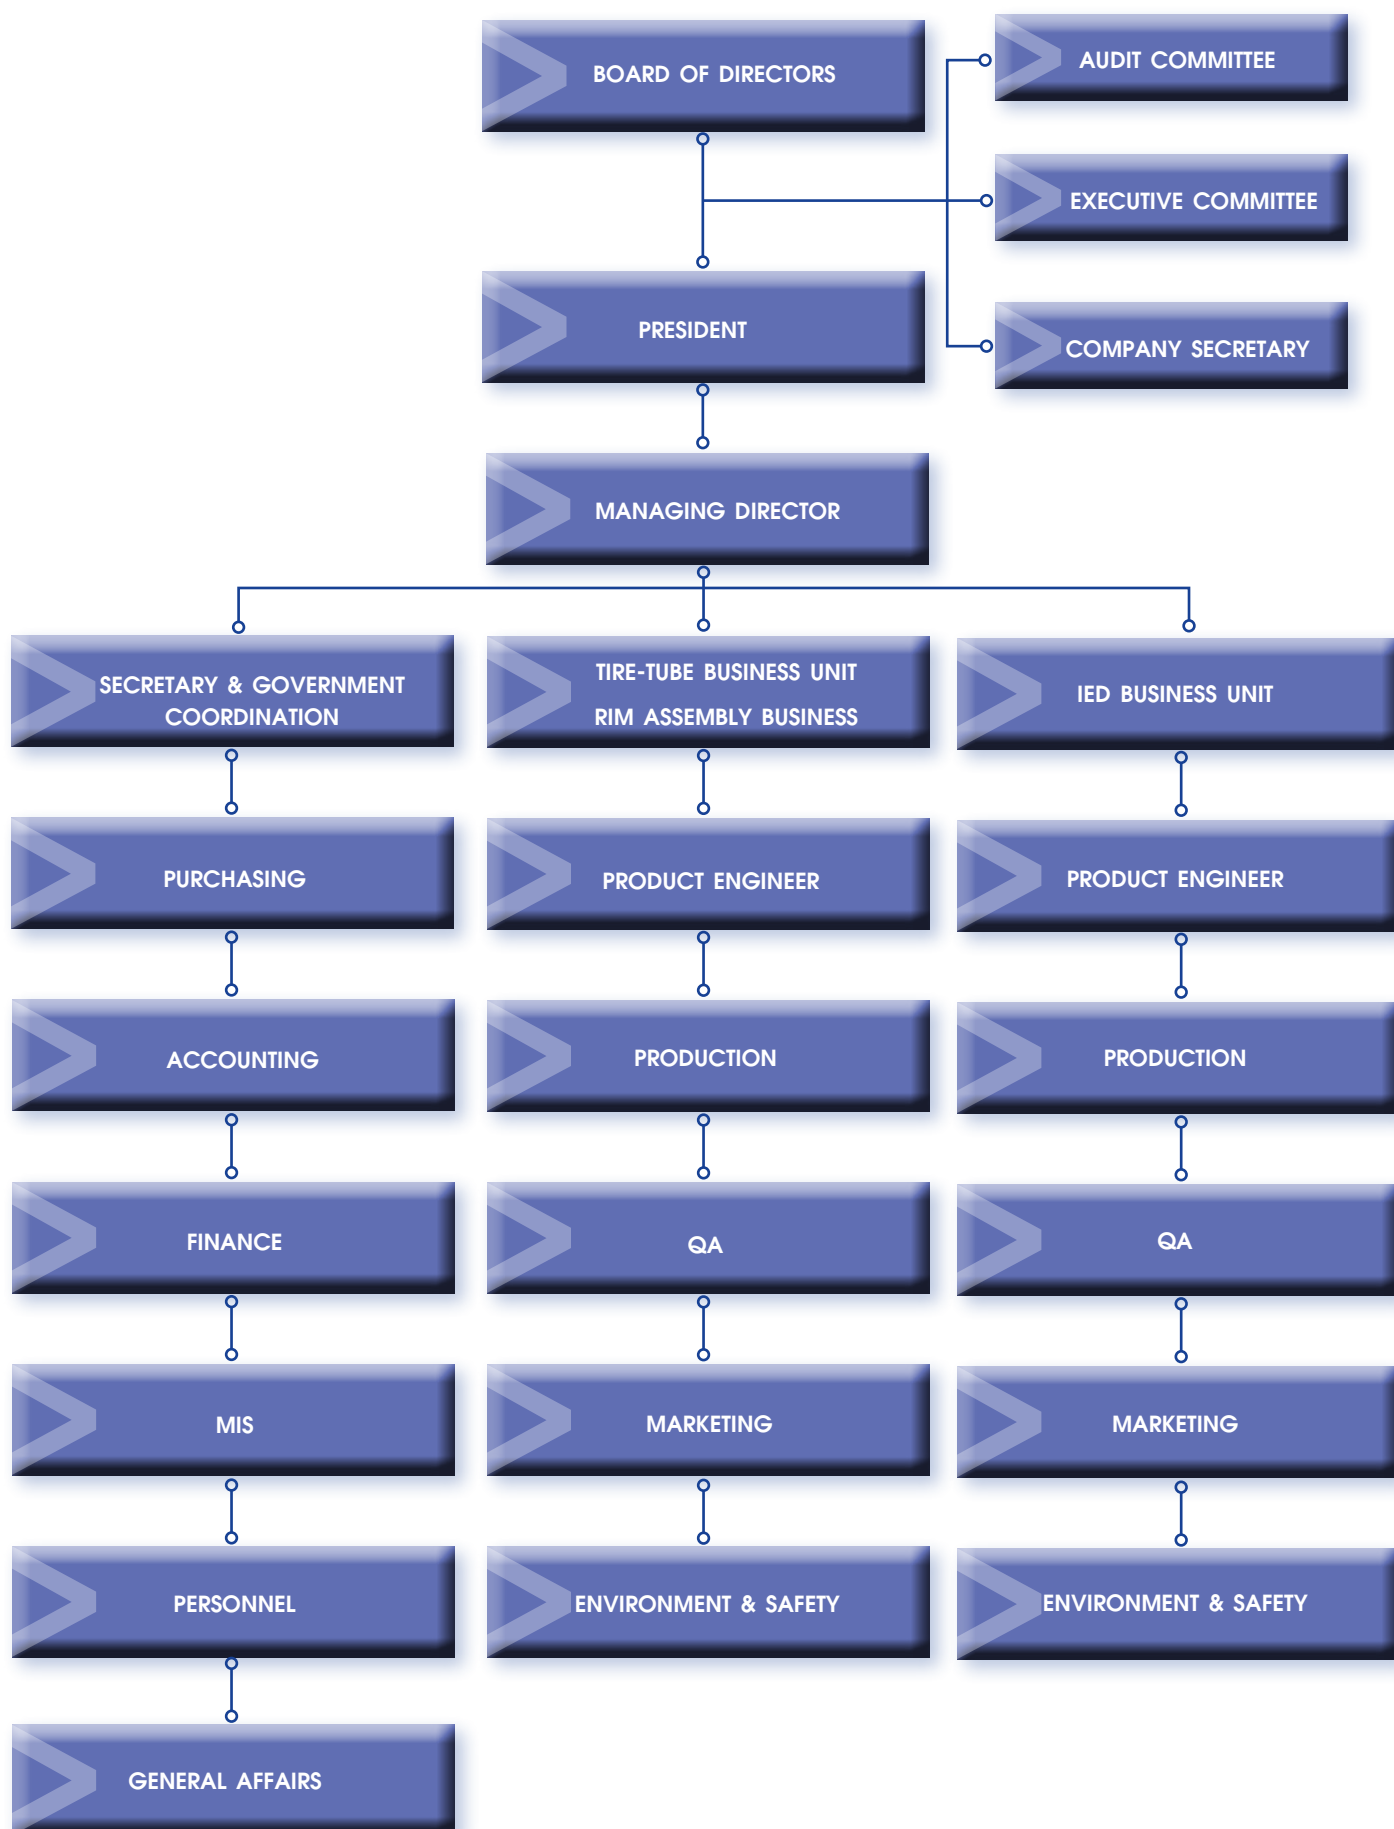 BOARD OF DIRECTORS
AUDIT COMMITTEE
EXECUTIVE COMMITTEE
PRESIDENT
COMPANY SECRETARY
MANAGING DIRECTOR
SECRETARY & GOVERNMENT
COORDINATION
TIRE-TUBE BUSINESS UNIT
RIM ASSEMBLY BUSINESS
IED BUSINESS UNIT
PURCHASING
PRODUCT ENGINEER
PRODUCT ENGINEER
ACCOUNTING
PRODUCTION
PRODUCTION
FINANCE
QA
QA
MIS
MARKETING
MARKETING
PERSONNEL
ENVIRONMENT & SAFETY
ENVIRONMENT & SAFETY
GENERAL AFFAIRS